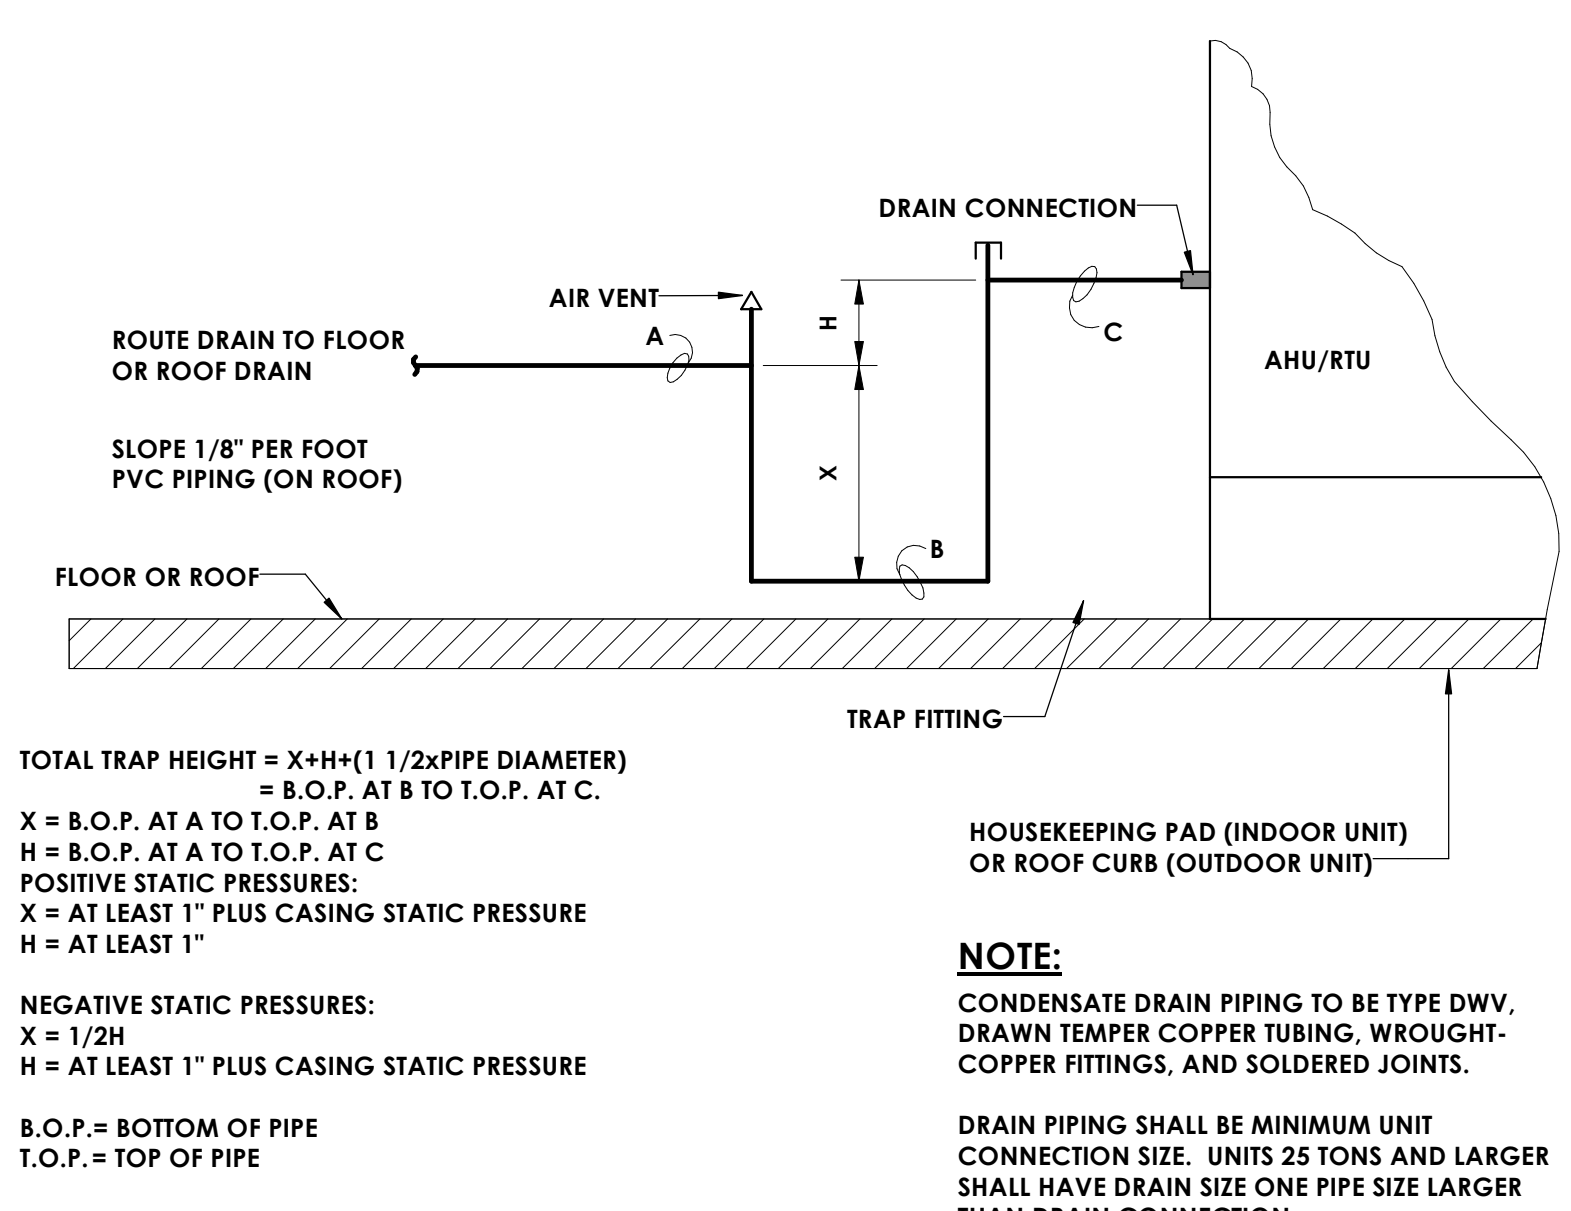 DRAIN CONNECTION
AIR VENT
H
A
C
ROUTE DRAIN TO FLOOR
OR ROOF DRAIN
AHU/RTU
SLOPE 1/8" PER FOOT
PVC PIPING (ON ROOF)
X
B
FLOOR OR ROOF
TRAP FITTING
TOTAL TRAP HEIGHT = X+H+(1 1/2xPIPE DIAMETER)
= B.O.P. AT B TO T.O.P. AT C.
X = B.O.P. AT A TO T.O.P. AT B
H = B.O.P. AT A TO T.O.P. AT C
POSITIVE STATIC PRESSURES:
X = AT LEAST 1" PLUS CASING STATIC PRESSURE
H = AT LEAST 1"
NEGATIVE STATIC PRESSURES:
X = 1/2H
H = AT LEAST 1" PLUS CASING STATIC PRESSURE
B.O.P.= BOTTOM OF PIPE
T.O.P.= TOP OF PIPE
HOUSEKEEPING PAD (INDOOR UNIT)
OR ROOF CURB (OUTDOOR UNIT)
NOTE:
CONDENSATE DRAIN PIPING TO BE TYPE DWV,
DRAWN TEMPER COPPER TUBING, WROUGHT-
COPPER FITTINGS, AND SOLDERED JOINTS.
DRAIN PIPING SHALL BE MINIMUM UNIT
CONNECTION SIZE. UNITS 25 TONS AND LARGER
SHALL HAVE DRAIN SIZE ONE PIPE SIZE LARGER
THAN DRAIN CONNECTION